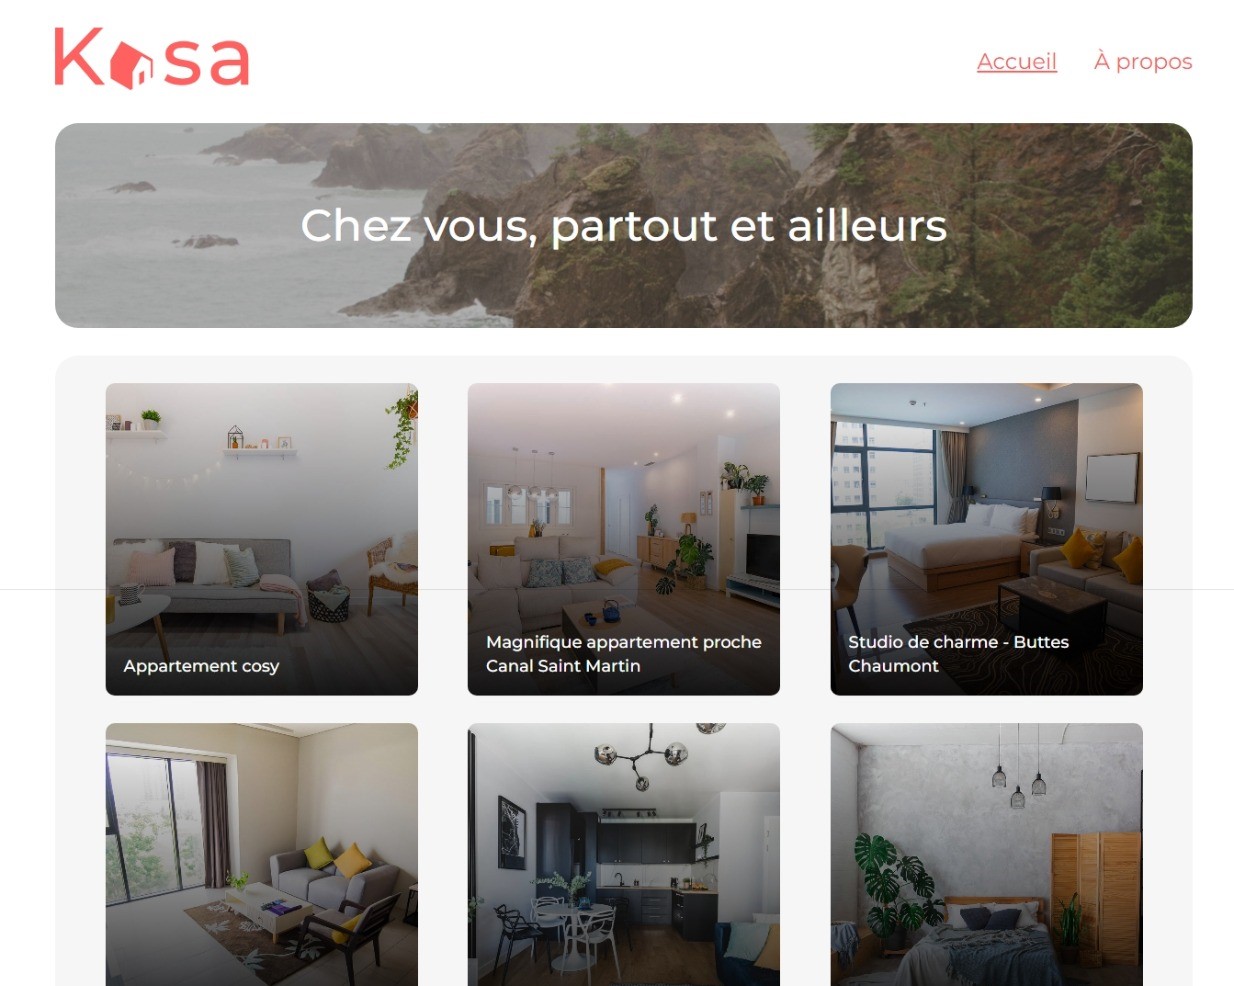 Kasa
Accueil
À propos
Chez vous, partout et ailleurs
Appartement cosy
Magnifique appartement proche
Canal Saint Martin
Studio de charme - Buttes
Chaumont